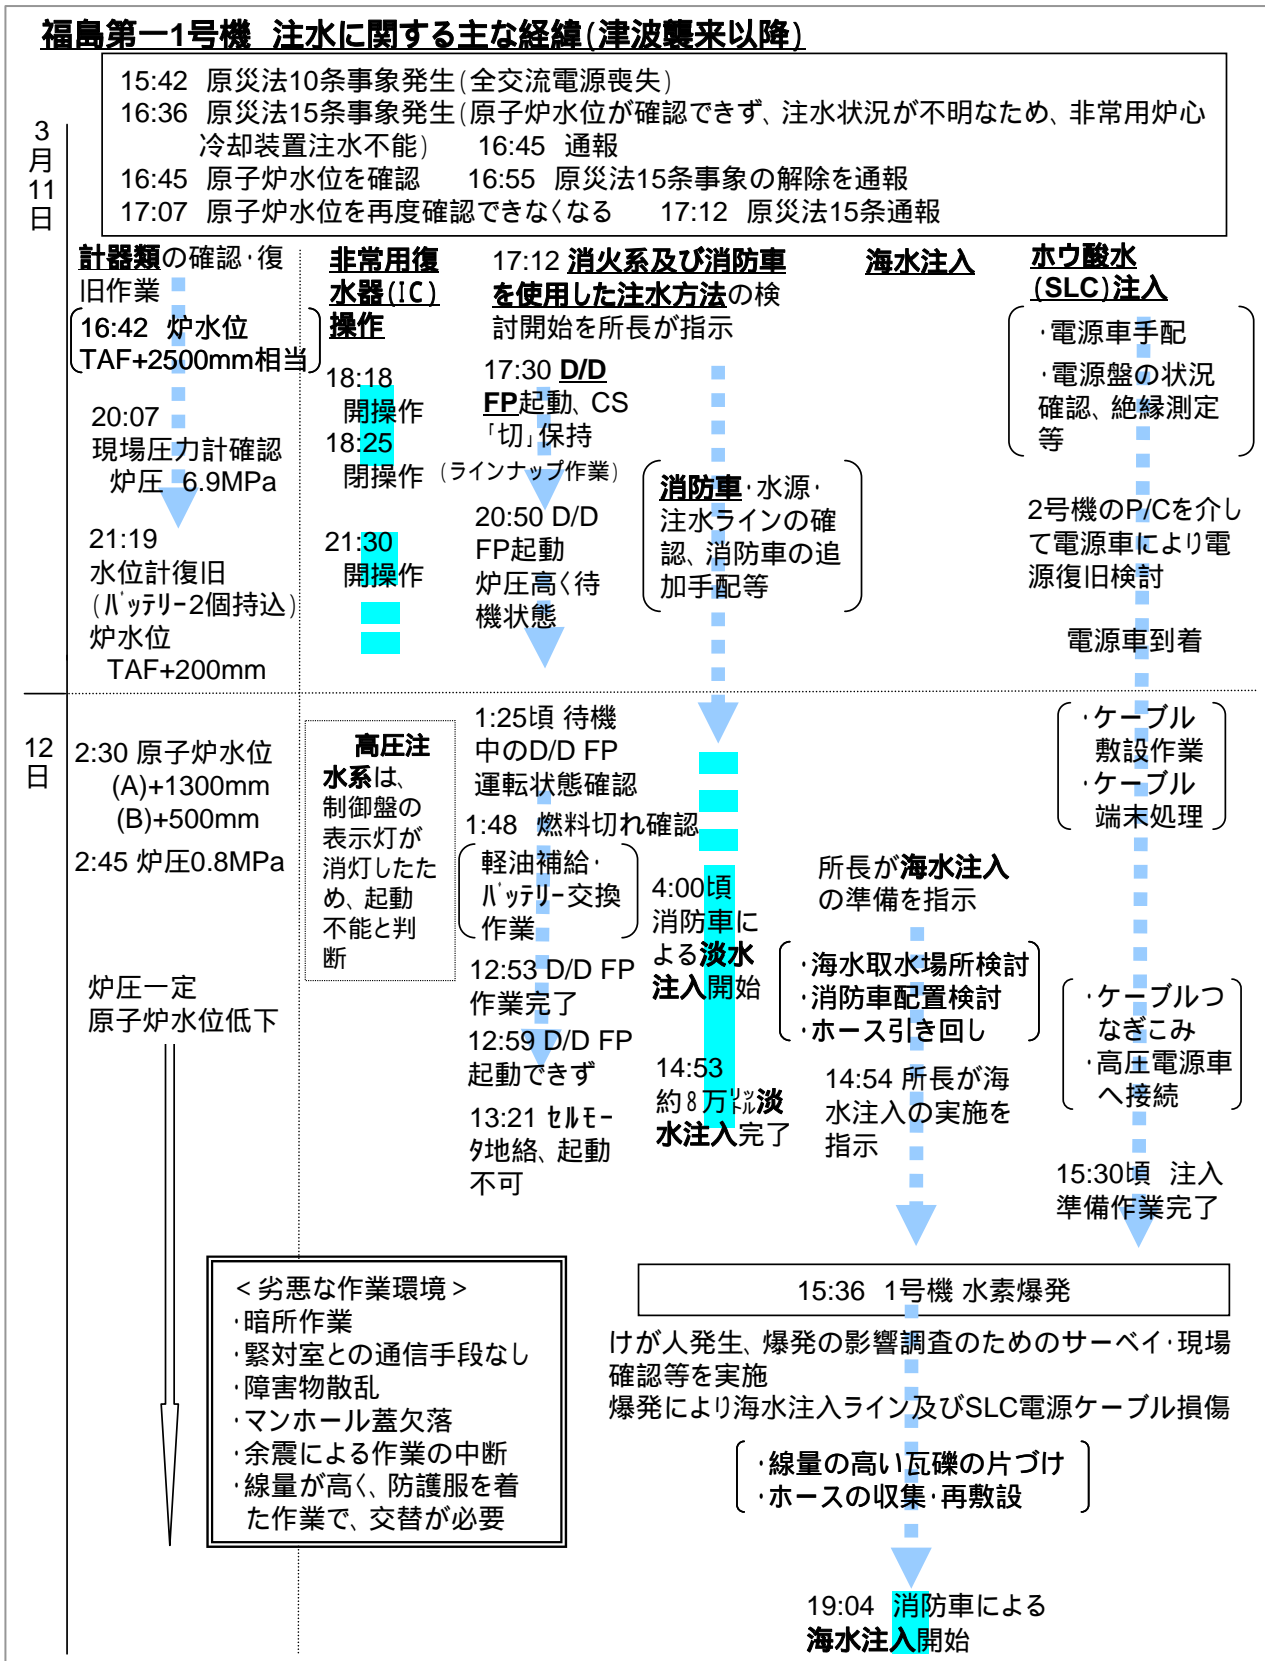 福島第一1号機 注水に関する主な経緯(津波襲来以降)
3
月
11
日
15:42 原災法10条事象発生(全交流電源喪失)
16:36 原災法15条事象発生(原子炉水位が確認できず、注水状況が不明なため、非常用炉心
冷却装置注水不能) 16:45 通報
16:45 原子炉水位を確認 16:55 原災法15条事象の解除を通報
17:07 原子炉水位を再度確認できなくなる 17:12 原災法15条通報
計器類の確認・復
旧作業
16:42 炉水位
TAF+2500mm相当
20:07
現場圧力計確認
炉圧 6.9MPa
21:19
水位計復旧
(バッテリー2個持込)
炉水位
TAF+200mm
非常用復
水器(IC)
操作
18:18
開操作
18:25
閉操作
21:30
開操作
17:12 消火系及び消防車
を使用した注水方法の検
討開始を所長が指示
17:30 D/D
FP起動、CS
「切」保持
(ラインナップ作業)
20:50 D/D
FP起動
炉圧高く待
機状態
消防車・水源・
注水ラインの確
認、消防車の追
加手配等
海水注入
ホウ酸水
(SLC)注入
・電源車手配
・電源盤の状況
確認、絶縁測定
等
2号機のP/Cを介し
て電源車により電
源復旧検討
電源車到着
12
日
2:30 原子炉水位
(A)+1300mm
(B)+500mm
2:45 炉圧0.8MPa
炉圧一定
原子炉水位低下
高圧注
水系は、
制御盤の
表示灯が
消灯したた
め、起動
不能と判
断
1:25頃 待機
中のD/D FP
運転状態確認
1:48 燃料切れ確認
軽油補給・
バッテリー交換
作業
12:53 D/D FP
作業完了
12:59 D/D FP
起動できず
13:21 セルモー
タ地絡、起動
不可
4:00頃
消防車に
よる淡水
注入開始
14:53
約8万リットル淡
水注入完了
所長が海水注入
の準備を指示
・海水取水場所検討
・消防車配置検討
・ホース引き回し
14:54 所長が海
水注入の実施を
指示
・ケーブル
敷設作業
・ケーブル
端末処理
・ケーブルつ
なぎこみ
・高圧電源車
へ接続
15:30頃 注入
準備作業完了
<劣悪な作業環境>
・暗所作業
・緊対室との通信手段なし
・障害物散乱
・マンホール蓋欠落
・余震による作業の中断
・線量が高く、防護服を着
た作業で、交替が必要
15:36 1号機 水素爆発
けが人発生、爆発の影響調査のためのサーベイ・現場
確認等を実施
爆発により海水注入ライン及びSLC電源ケーブル損傷
・線量の高い瓦礫の片づけ
・ホースの収集・再敷設
19:04 消防車による
海水注入開始